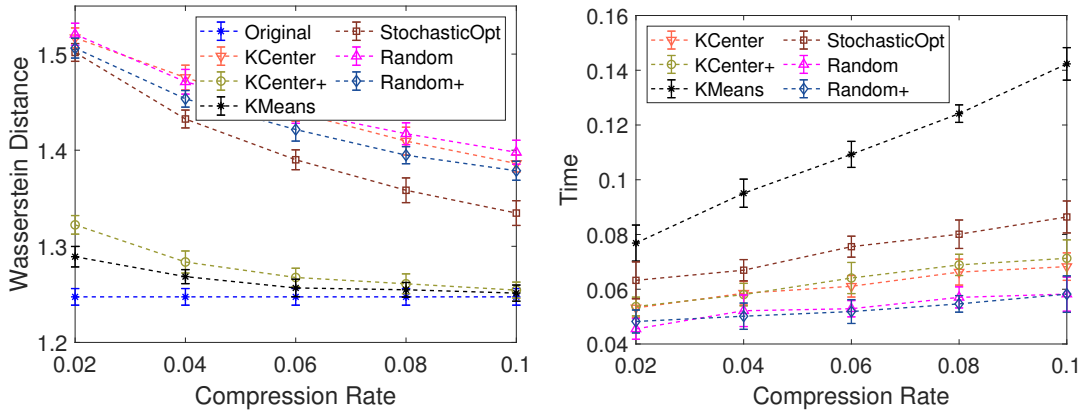 Original
KCenter
KCenter+
KMeans
StochasticOpt
Random
Random+
Wasserstein Distance
1.5
1.4
1.3
1.2
0.02
0.04
0.06
0.08
0.1
Compression Rate
KCenter
KCenter+
KMeans
StochasticOpt
Random
Random+
Time
0.16
0.14
0.12
0.1
0.08
0.06
0.04
0.02
0.04
0.06
0.08
0.1
Compression Rate